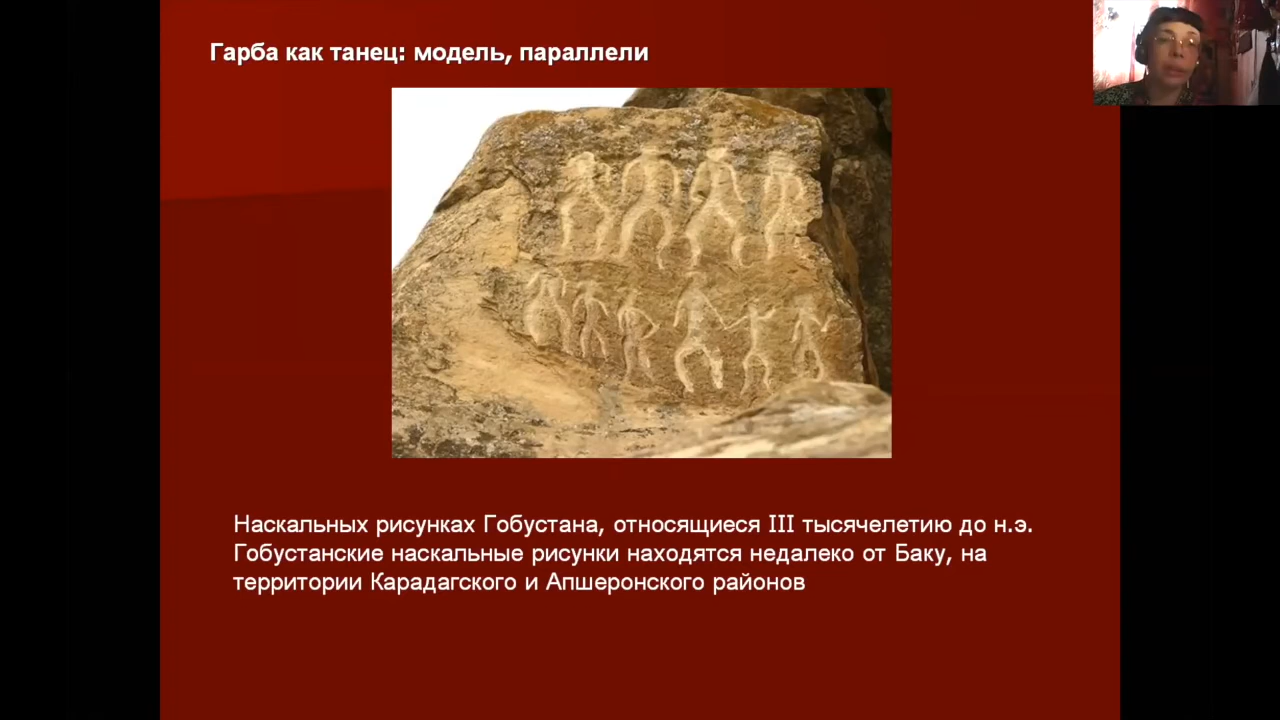 Гарба как танец: модель, параллели
Наскальных рисунках Гобустана, относящиеся III тысячелетию до н.э.
Гобустанские наскальные рисунки находятся недалеко от Баку, на
территории Карадагского и Апшеронского районов